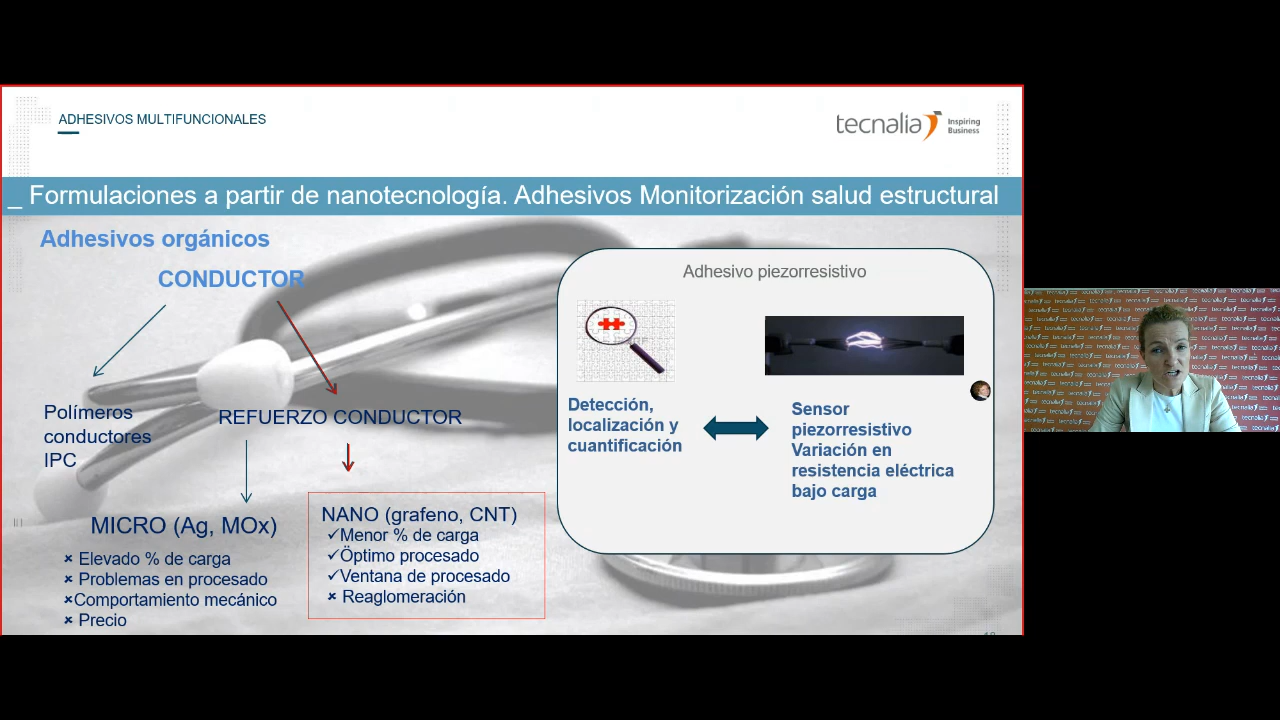 ADHESIVOS MULTIFUNCIONALES
tecnalia Inspiring
Business
_ Formulaciones a partir de nanotecnología. Adhesivos Monitorización salud estructural
Adhesivos orgánicos
CONDUCTOR
Polímeros
conductores
IPC
REFUERZO CONDUCTOR
MICRO (Ag, MOx)
× Elevado % de carga
× Problemas en procesado
×Comportamiento mecánico
× Precio
NANO (grafeno, CNT)
✓Menor % de carga
✓Óptimo procesado
✓Ventana de procesado
× Reaglomeración
Adhesivo piezorresistivo
Detección,
localización y
cuantificación
Sensor
piezorresistivo
Variación en
resistencia eléctrica
bajo carga